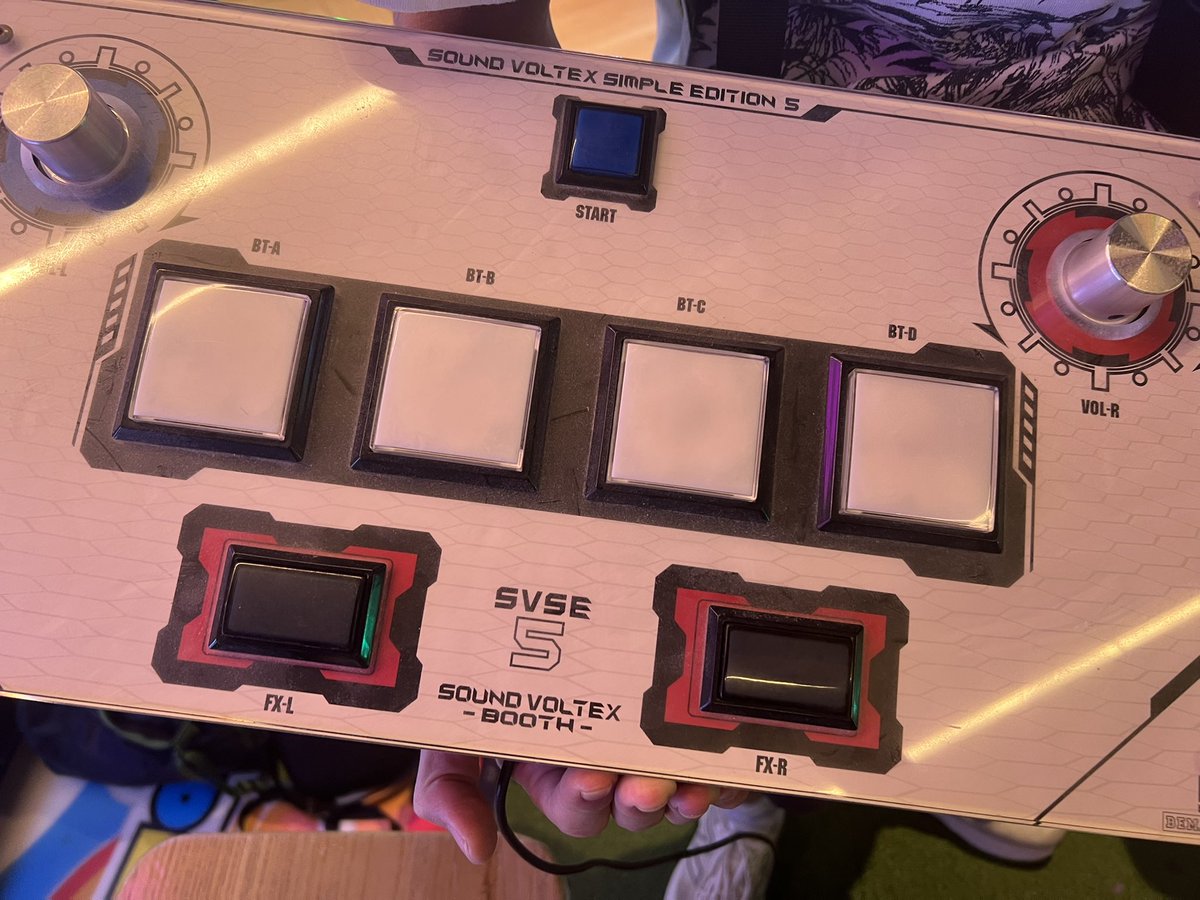 SOUND VOLTEX SIMPLE EDITION 5
START
BT-A
BT-B
BT-C
BT-D
VOL-R
FX-L
SVSE
5
SOUND VOLTEX
- BOOTH -
FX-R